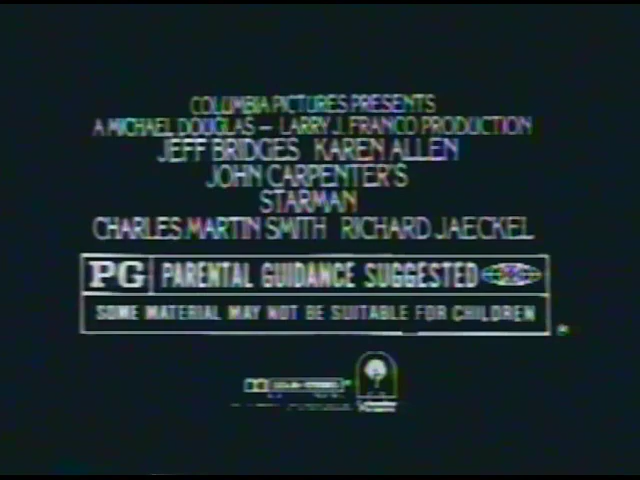 COLUMBIA PICTURES PRESENTS
A MICHAEL DOUGLAS – LARRY J. FRANCO PRODUCTION
JEFF BRIDGES KAREN ALLEN
JOHN CARPENTER'S
STARMAN
CHARLES MARTIN SMITH RICHARD JAECKEL
PG PARENTAL GUIDANCE SUGGESTED
SOME MATERIAL MAY NOT BE SUITABLE FOR CHILDREN